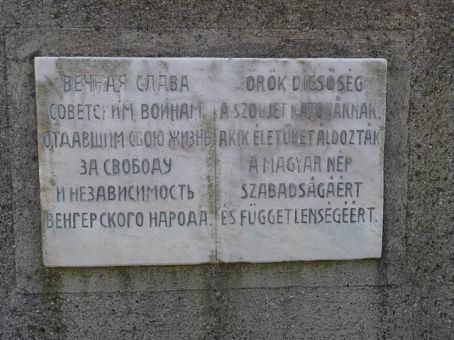 ВЕЧНАЯ СЛАВА
СОВЕТСКИМ ВОИНАМ,
ОТДАВШИМ СВОЮ ЖИЗНЬ
ЗА СВОБОДУ
И НЕЗАВИСИМОСТЬ
ВЕНГЕРСКОГО НАРОДА.
ÖRÖK DICSŐSÉG
A SZOVJET KATONÁKNAK,
AKIK ÉLETÜKET ÁLDOZTÁK
A MAGYAR NÉP
SZABADSÁGÁÉRT
ÉS FÜGGETLENSÉGÉÉRT.